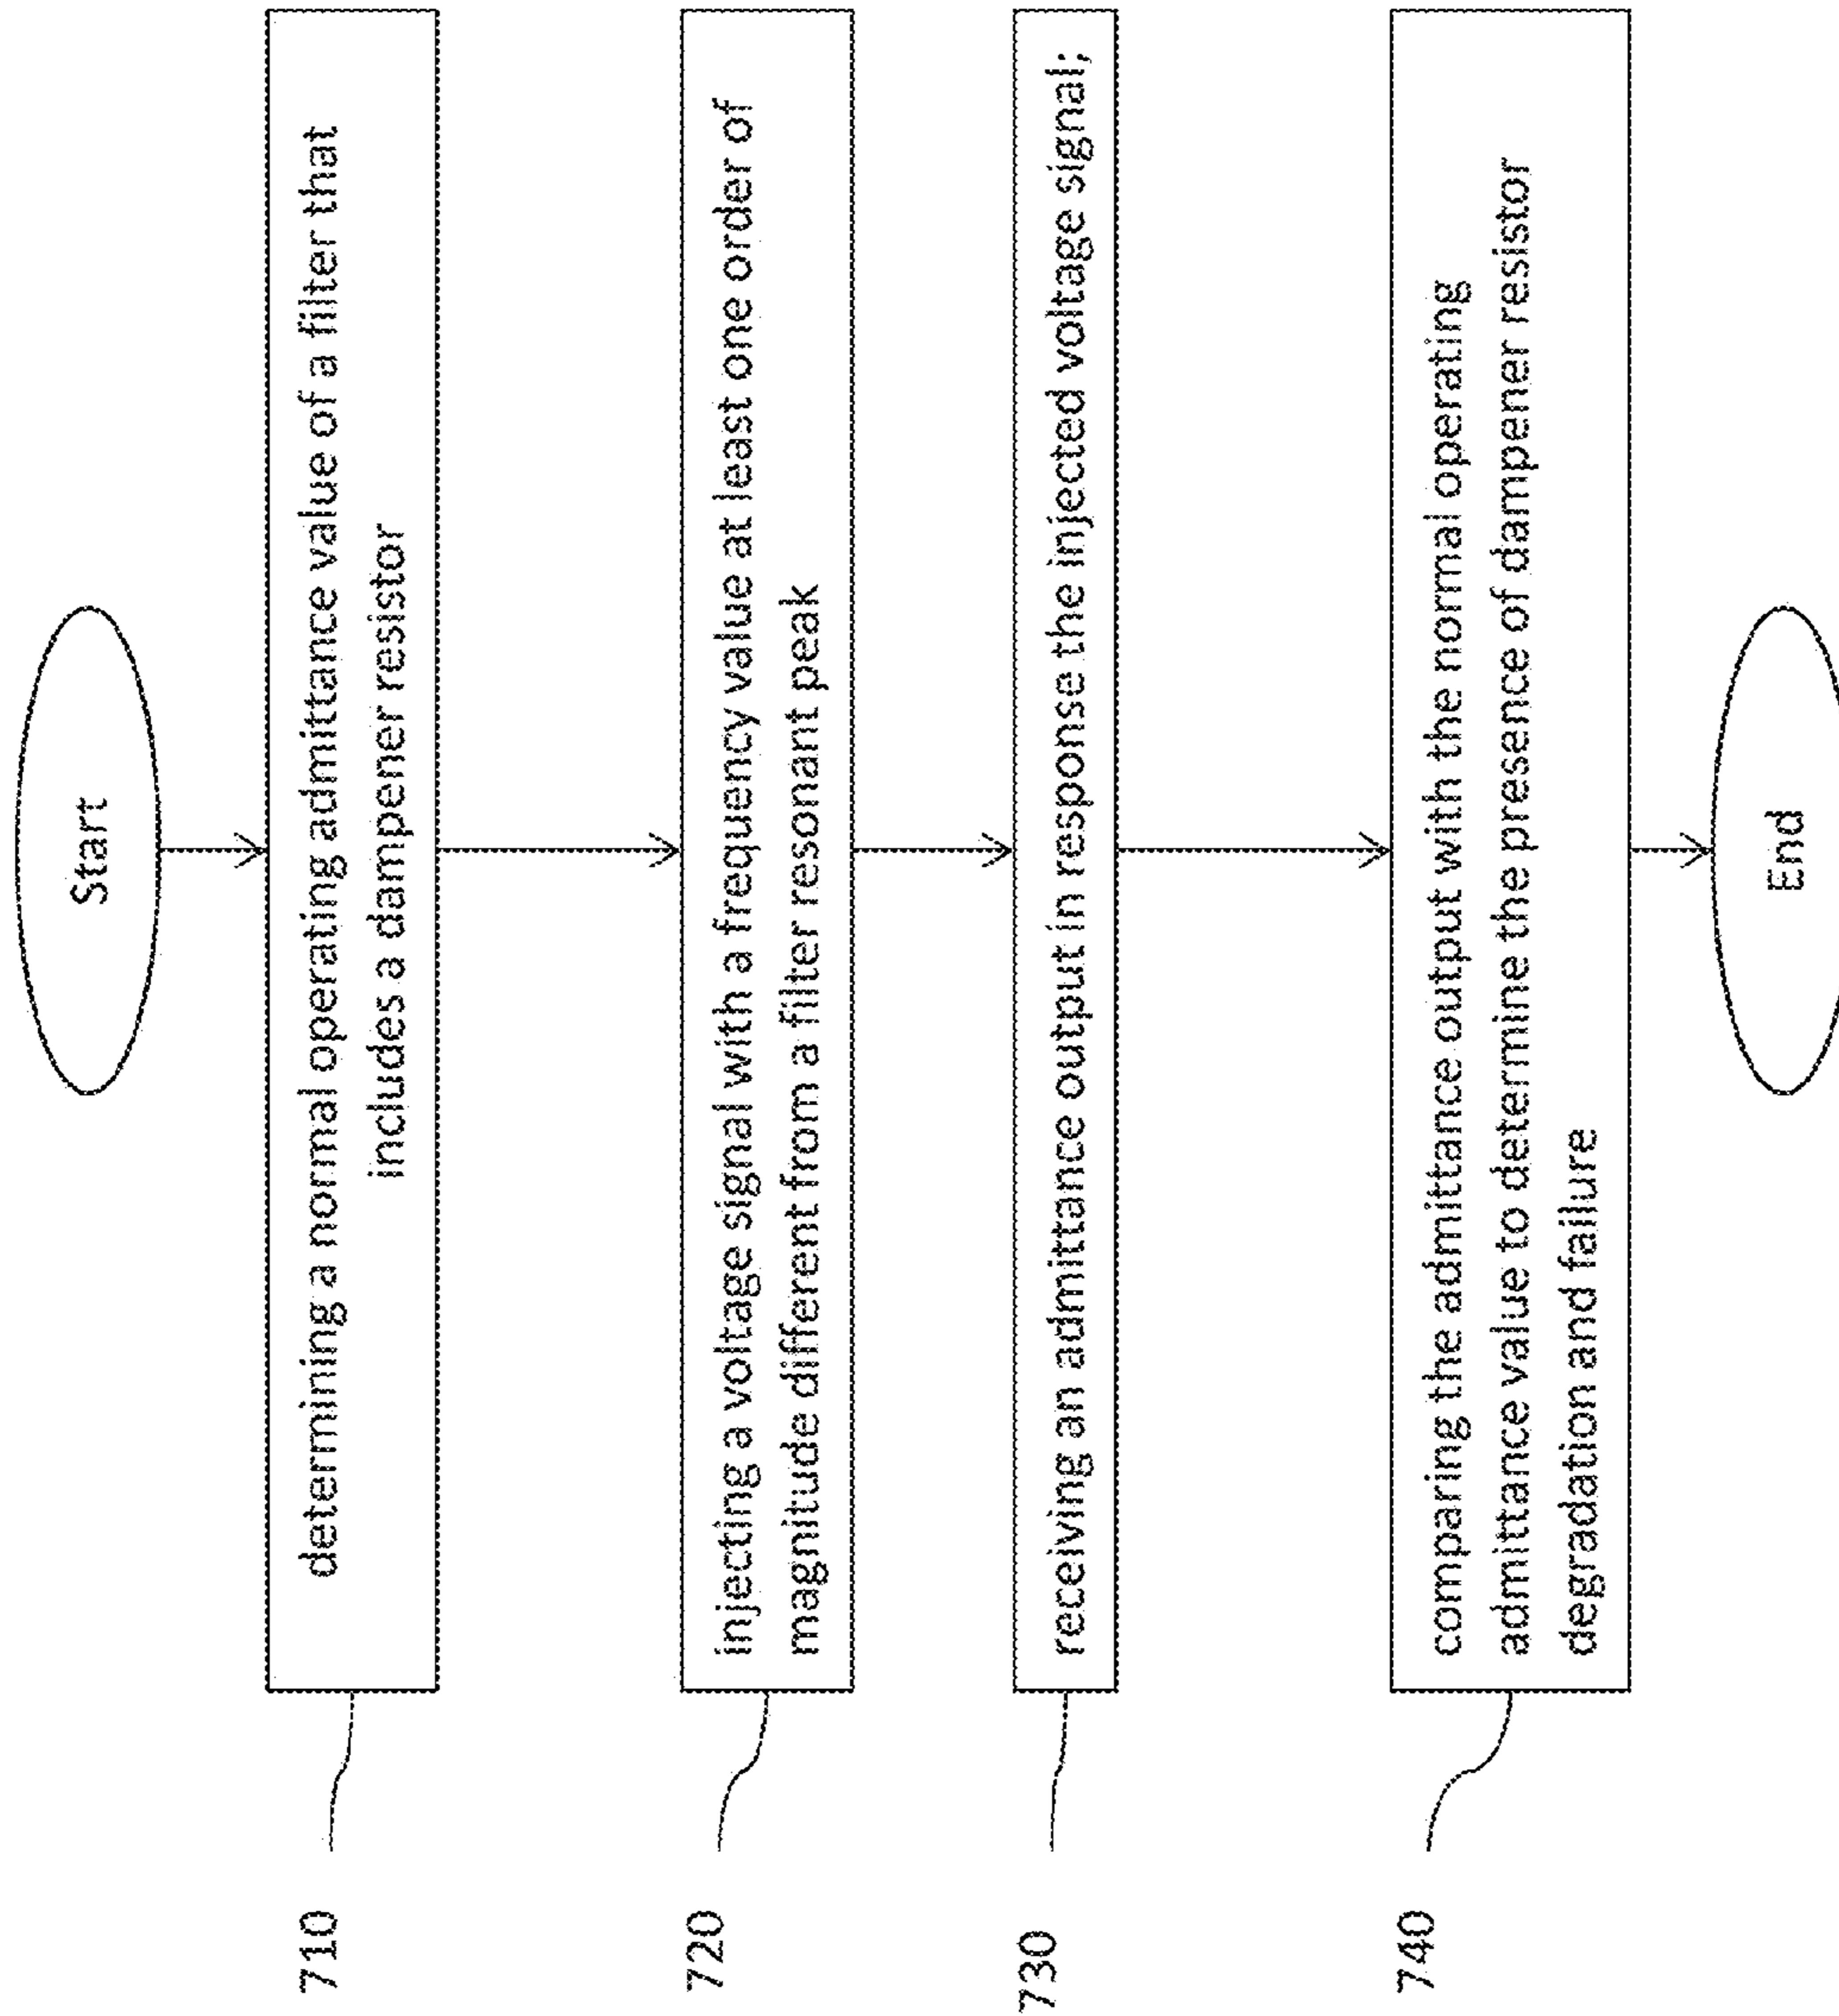 Start
710
determining a normal operating admittance value of a filter that
includes a dampener resistor
720
injecting a voltage signal with a frequency value at least one order of
magnitude different from a filter resonant peak
730
receiving an admittance output in response the injected voltage signal;
740
comparing the admittance output with the normal operating
admittance value to determine the presence of dampener resistor
degradation and failure
End